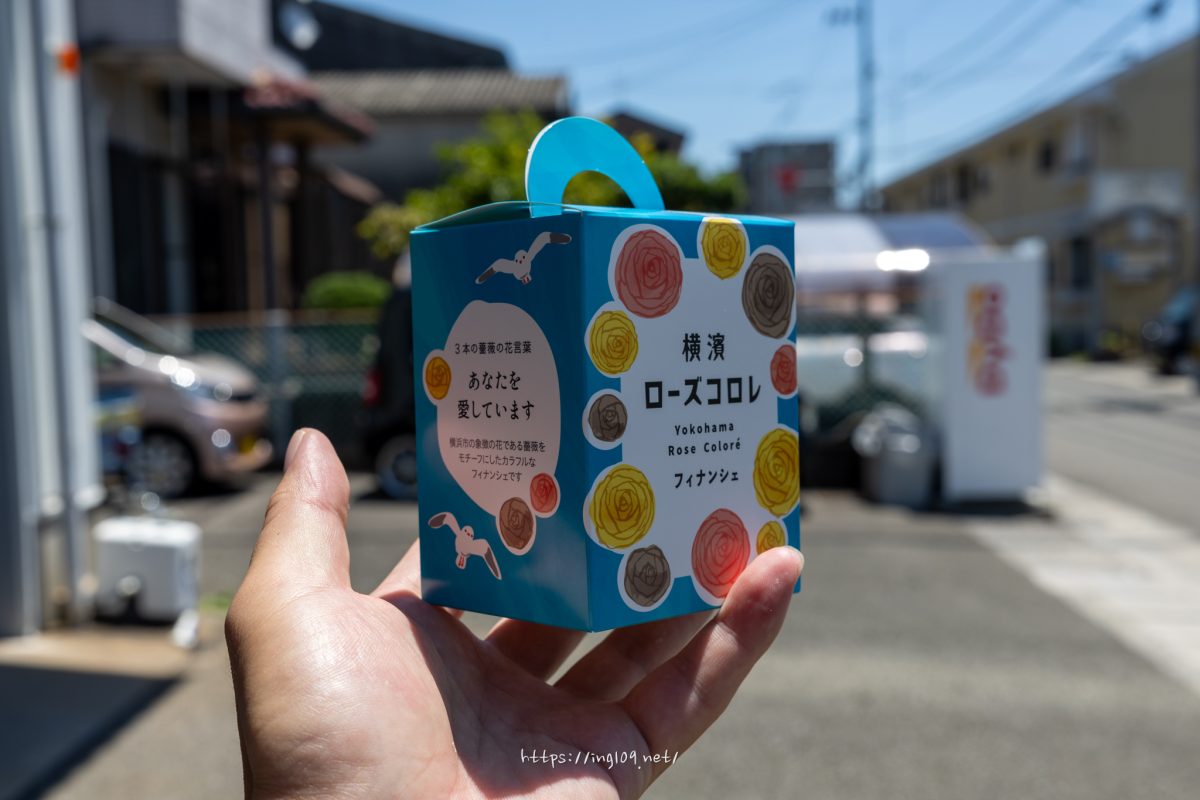 3本の薔薇の花言葉
あなたを
愛しています
横浜市の象徴の花である薔薇を
モチーフにしたカラフルな
フィナンシェです
横濱
ローズコロレ
Yokohama
Rose Coloré
フィナンシェ
https://ing109.net/